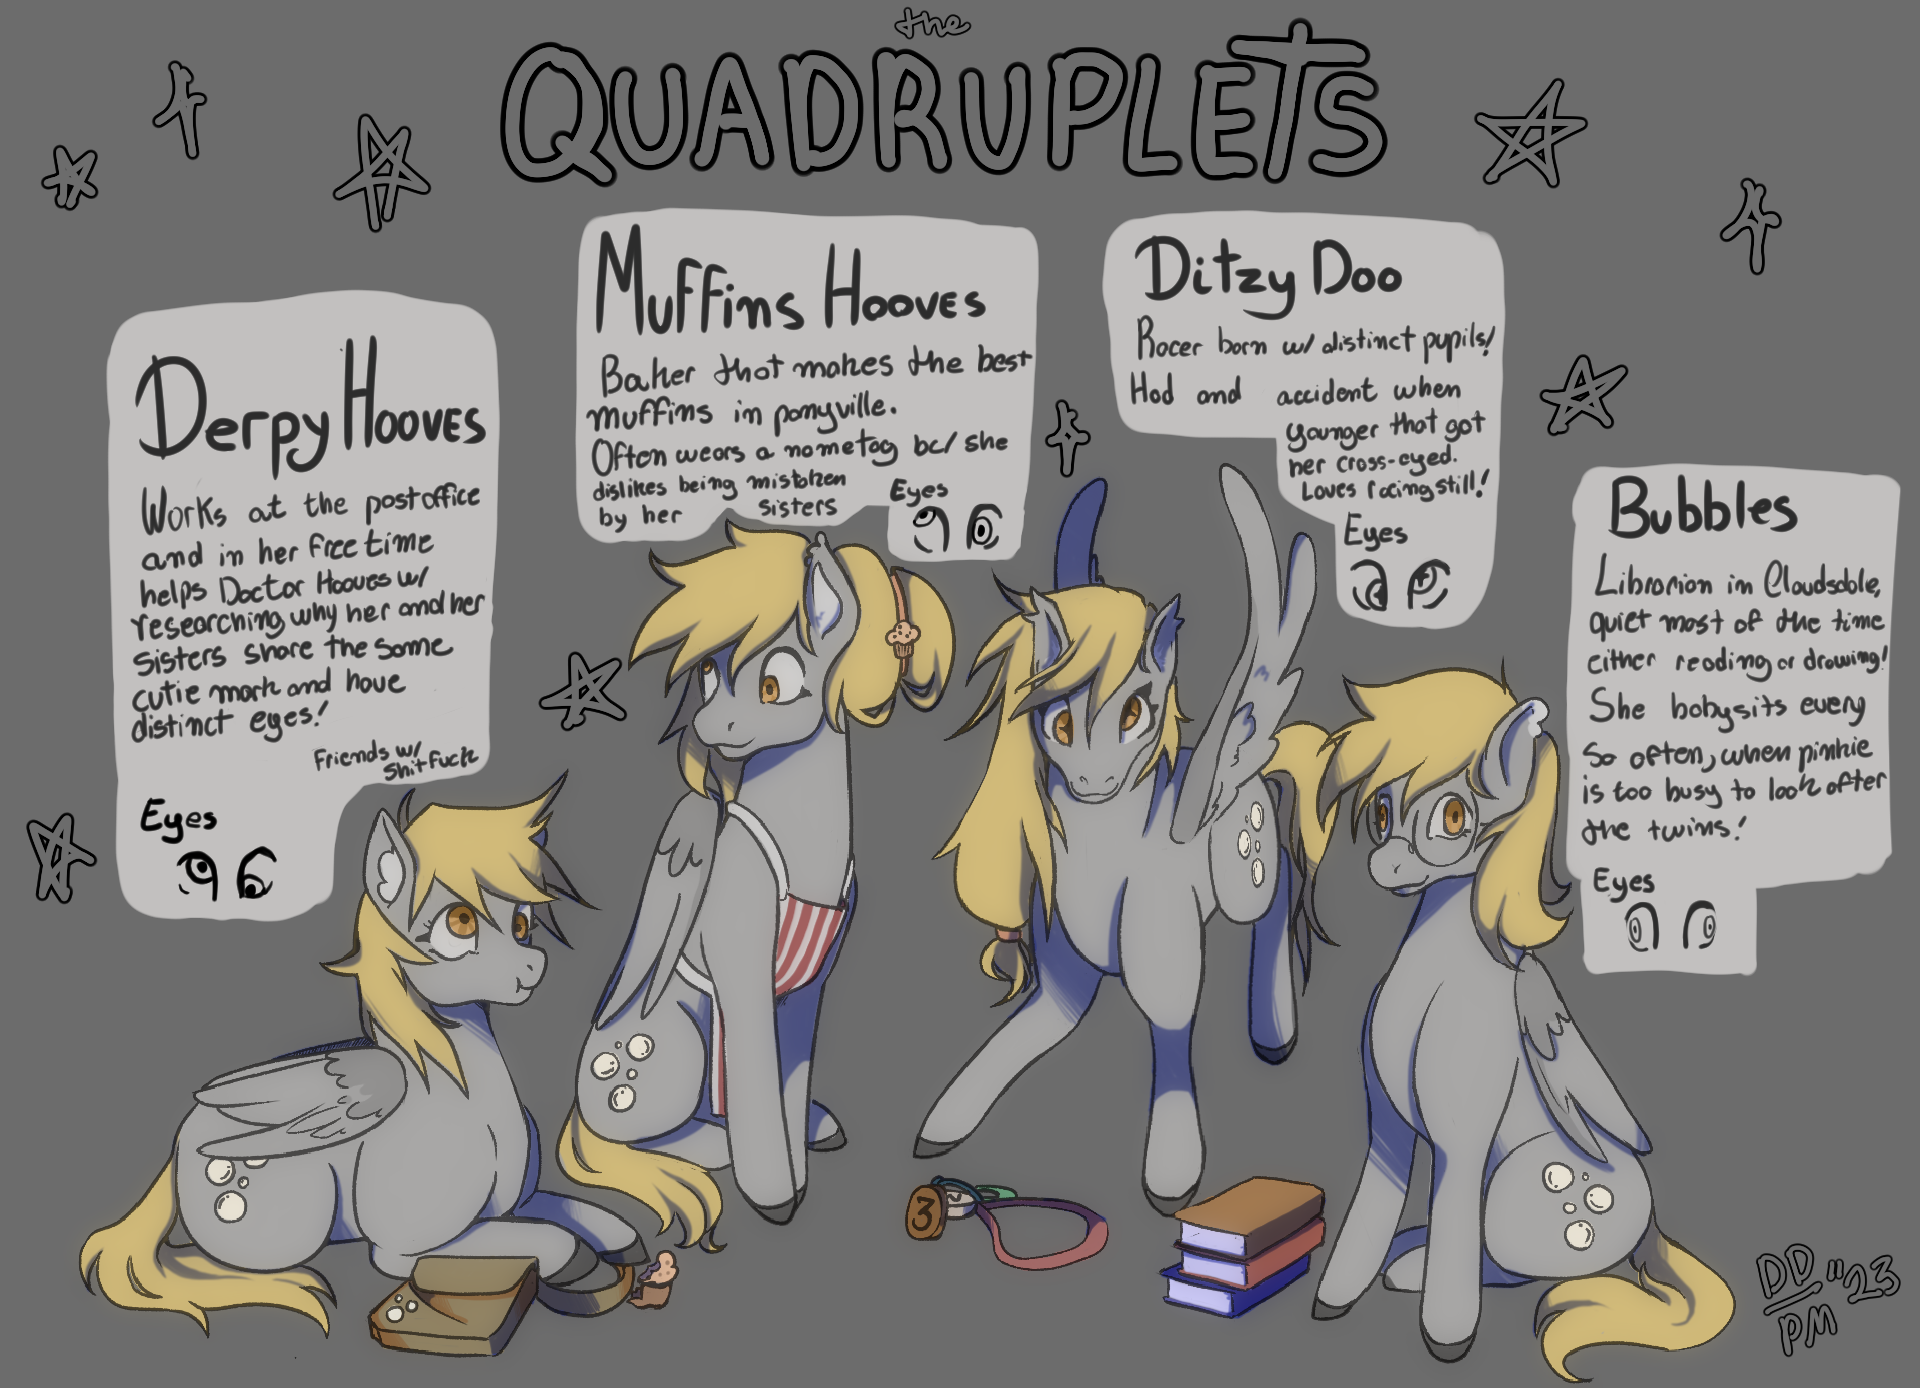 the
QUADRUPLETS
Derpy Hooves
Works at the postoffice
and in her free time
helps Doctor Hooves w/
researching why her and her
sisters share the same
cutie mark and have
distinct eyes!
Friends w/
Shitfuck
Eyes
Muffins Hooves
Baker that makes the best
muffins in ponyville.
Often wears a nametag bc/ she
dislikes being mistaken
by her sisters
Eyes
Ditzy Doo
Racer born w/ distinct pupils!
Had and accident when
younger that got
her cross-eyed.
Loves racing still!
Eyes
Bubbles
Librarian in Cloudsdale,
quiet most of the time
either reading or drawing!
She babysits every
so often, when pinkie
is too busy to look after
the twins!
Eyes
3
DD "23
PM